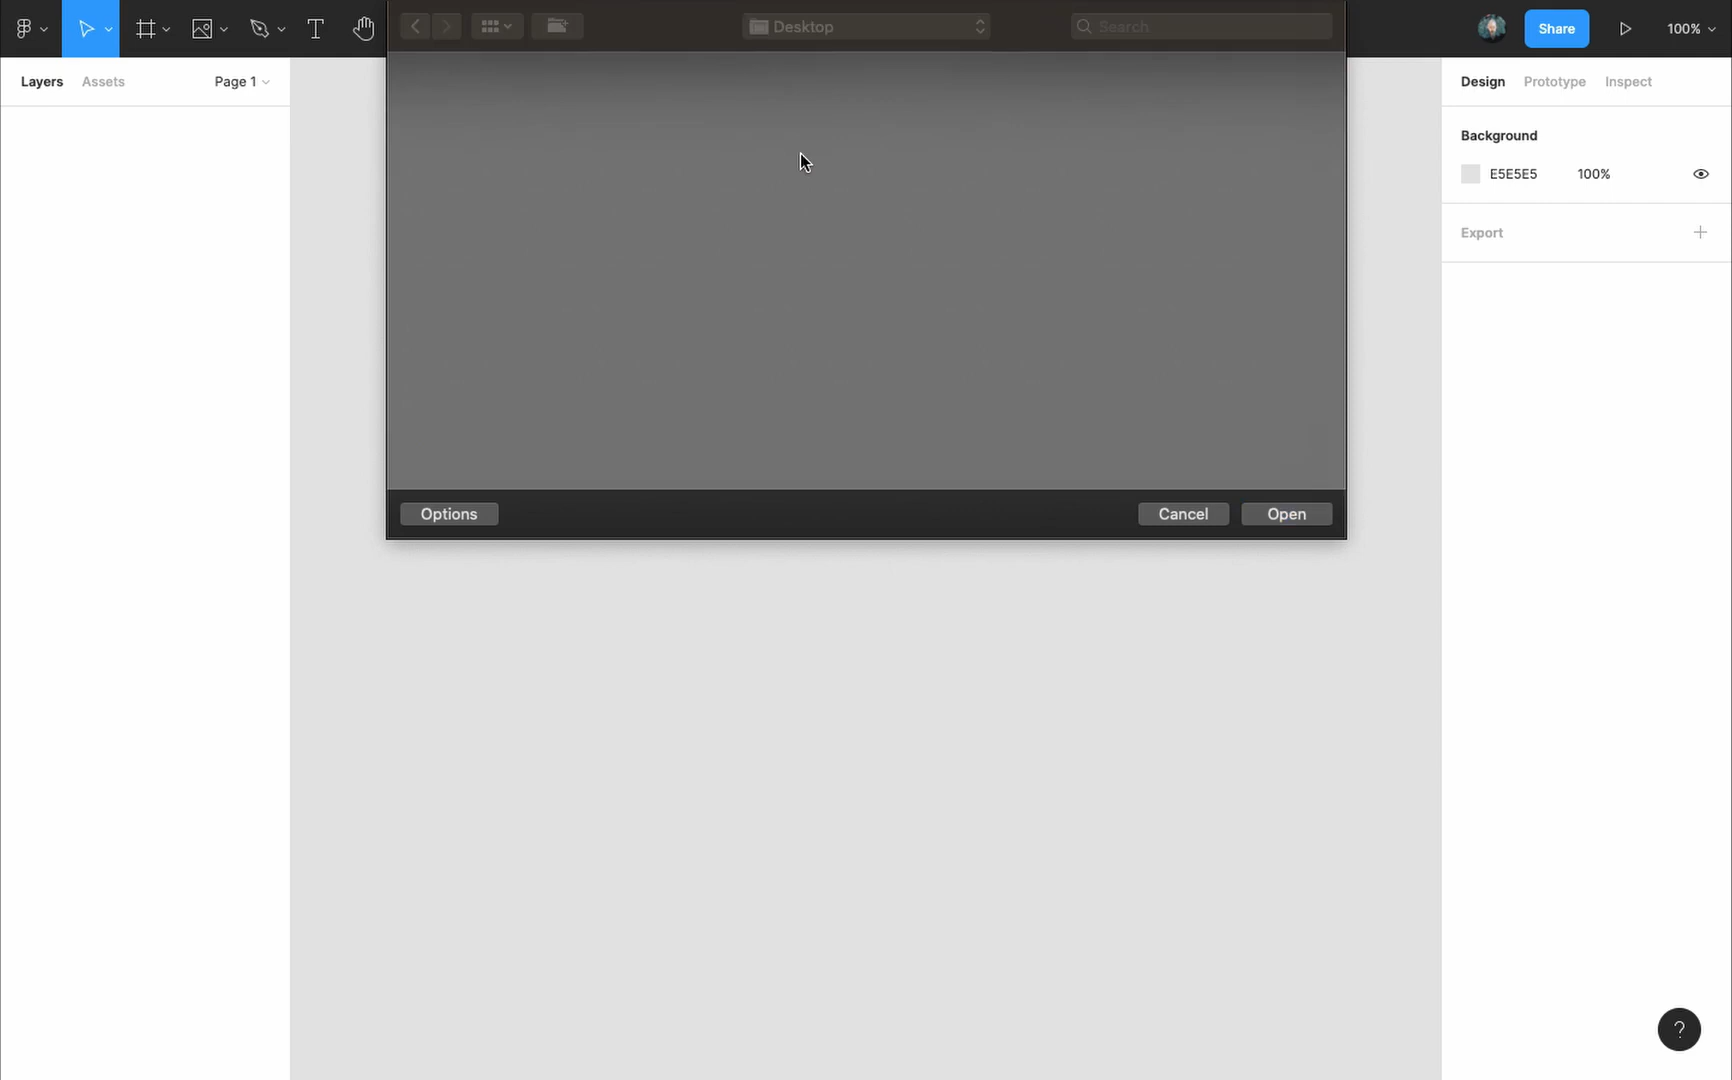 Desktop
Search
Share
100%
Layers
Assets
Page 1
Design
Prototype
Inspect
Background
E5E5E5
100%
Export
Options
Cancel
Open
?